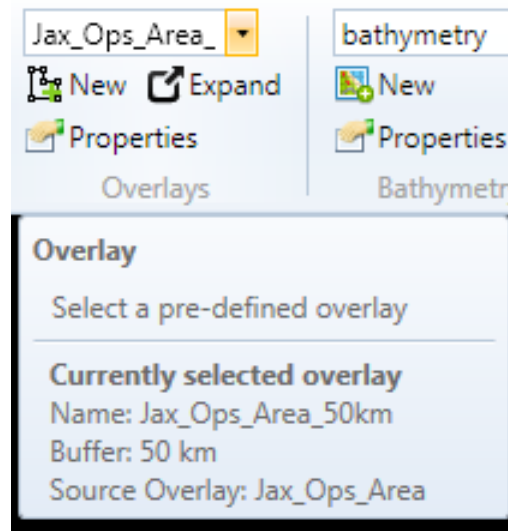 Jax_Ops_Area_
New Expand
Properties
Overlays
bathymetry
New
Properties
Bathymetr
Overlay
Select a pre-defined overlay
Currently selected overlay
Name: Jax_Ops_Area_50km
Buffer: 50 km
Source Overlay: Jax_Ops_Area